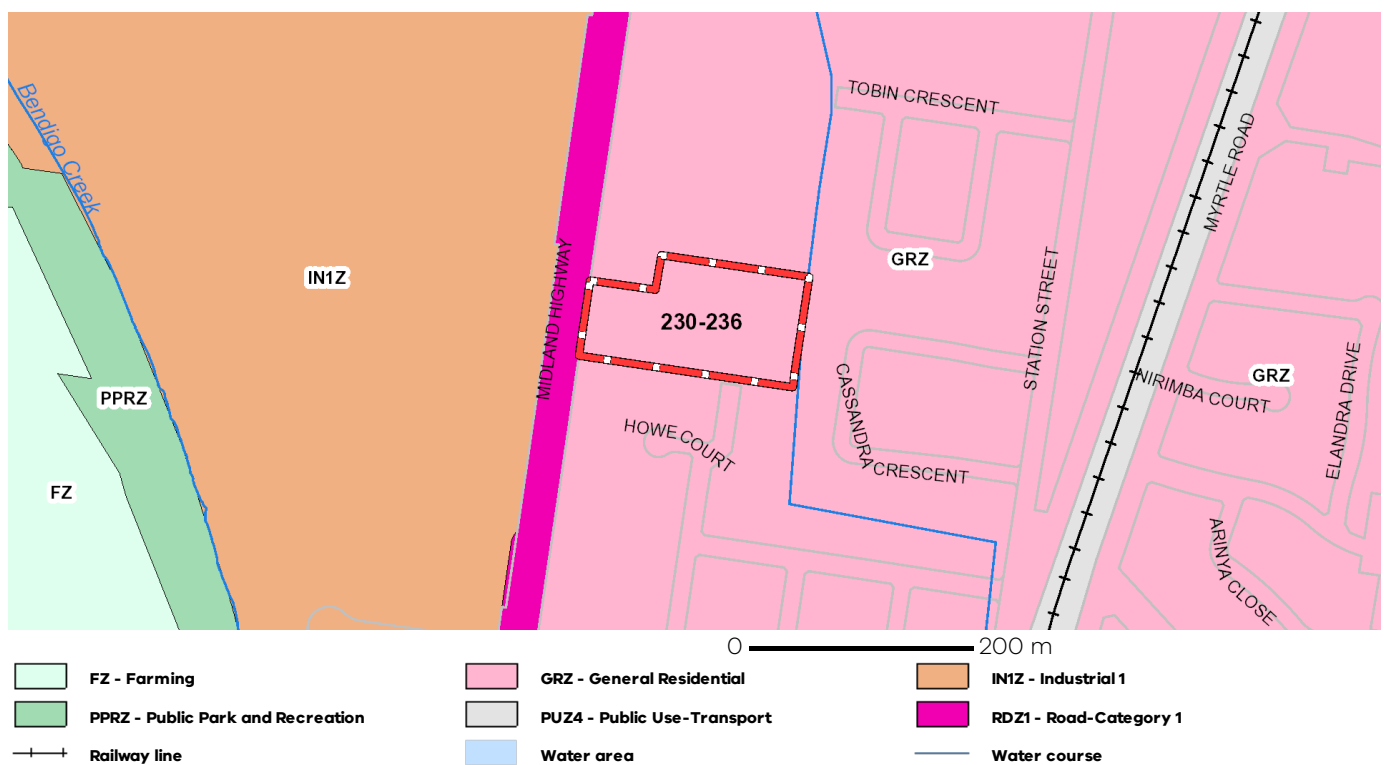 Bendigo Creek
TOBIN CRESCENT
MYRTLE ROAD
GRZ
IN1Z
MIDLAND HIGHWAY
230-236
STATION STREET
PPRZ
CASSANDRA CRESCENT
NIRIMBA COURT
GRZ
ELANDRA DRIVE
HOWE COURT
FZ
ARINYA CLOSE
0 200 m
FZ - Farming
GRZ - General Residential
IN1Z - Industrial 1
PPRZ - Public Park and Recreation
PUZ4 - Public Use-Transport
RDZ1 - Road-Category 1
Railway line
Water area
Water course